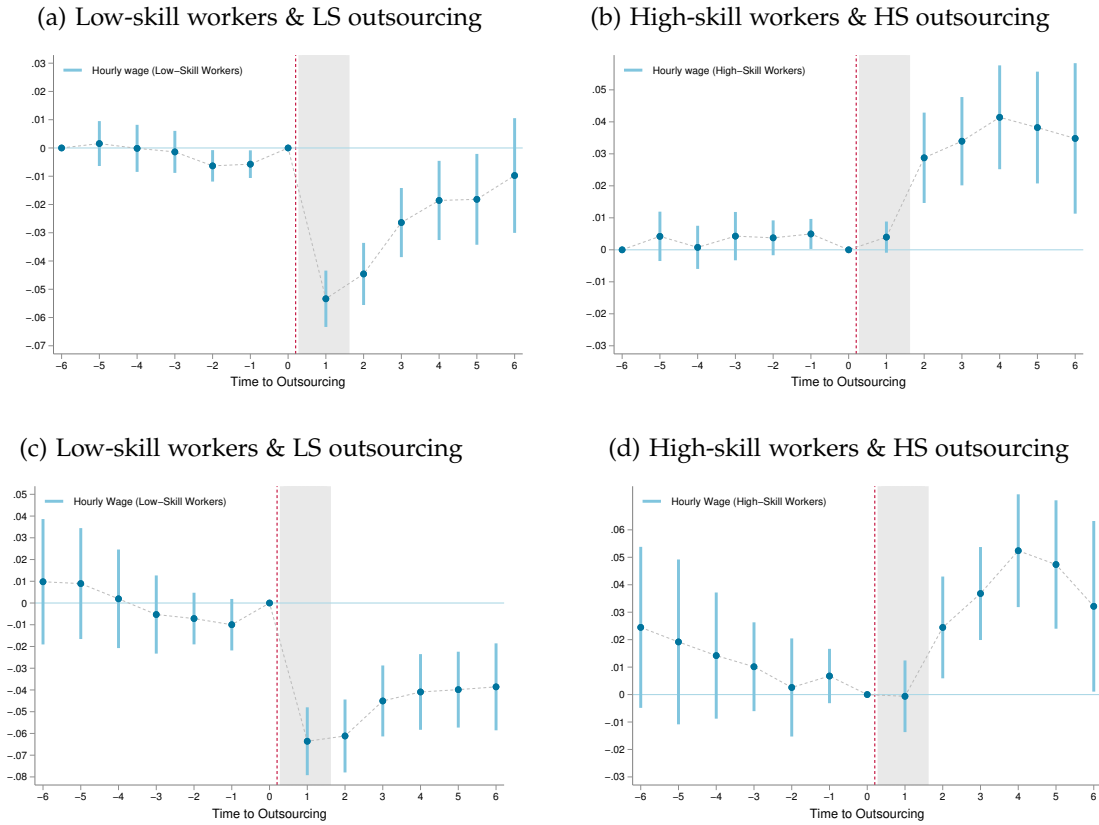 (a) Low-skill workers & LS outsourcing
(b) High-skill workers & HS outsourcing
Hourly wage (Low−Skill Workers)
.03
.02
.01
0
−.01
−.02
−.03
−.04
−.05
−.06
−.07
−6 −5 −4 −3 −2 −1 0 1 2 3 4 5 6
Time to Outsourcing
Hourly wage (High−Skill Workers)
.05
.04
.03
.02
.01
0
−.01
−.02
−.03
−6 −5 −4 −3 −2 −1 0 1 2 3 4 5 6
Time to Outsourcing
(c) Low-skill workers & LS outsourcing
(d) High-skill workers & HS outsourcing
Hourly Wage (Low−Skill Workers)
.05
.04
.03
.02
.01
0
−.01
−.02
−.03
−.04
−.05
−.06
−.07
−.08
−6 −5 −4 −3 −2 −1 0 1 2 3 4 5 6
Time to Outsourcing
Hourly Wage (High−Skill Workers)
.06
.05
.04
.03
.02
.01
0
−.01
−.02
−.03
−6 −5 −4 −3 −2 −1 0 1 2 3 4 5 6
Time to Outsourcing